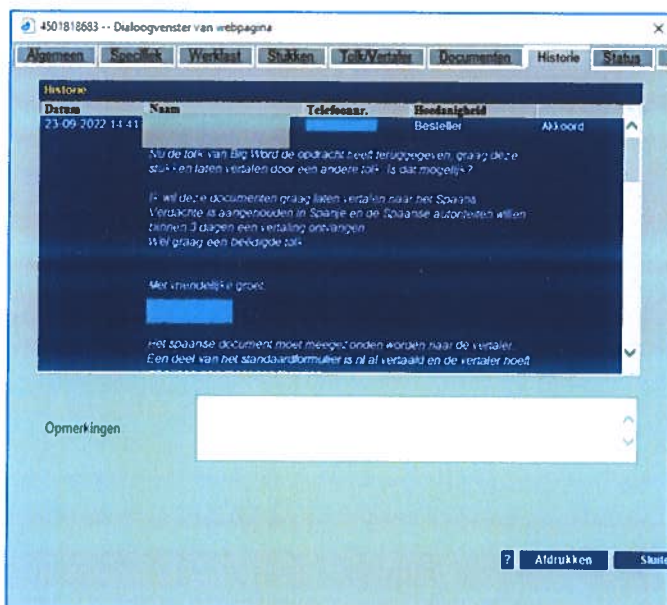 4501818683 -- Dialoogvenster van webpagina
Algemeen Specifiek Werklast Stukken Tolk/Vertaler Documenten Historie Status
Historie
Datum Naam Telefoonnr. Hoedanigheid
23-09-2022 14:41 Besteller Akkoord
Nu de tolk van Big Word de opdracht heeft teruggegeven, graag deze
stukken laten vertalen door een andere tolk. Is dat mogelijk?
Ik wil deze documenten graag laten vertalen naar het Spaans.
Verdachte is aangehouden in Spanje en de Spaanse autoriteiten willen
binnen 3 dagen een vertaling ontvangen.
Wel graag een beëdigde tolk.
Met vriendelijke groet,
Het spaanse document moet meegezonden worden naar de vertaler.
Een deel van het standaardformulier is nl al vertaald en de vertaler hoeft
Opmerkingen
? Afdrukken Sluite